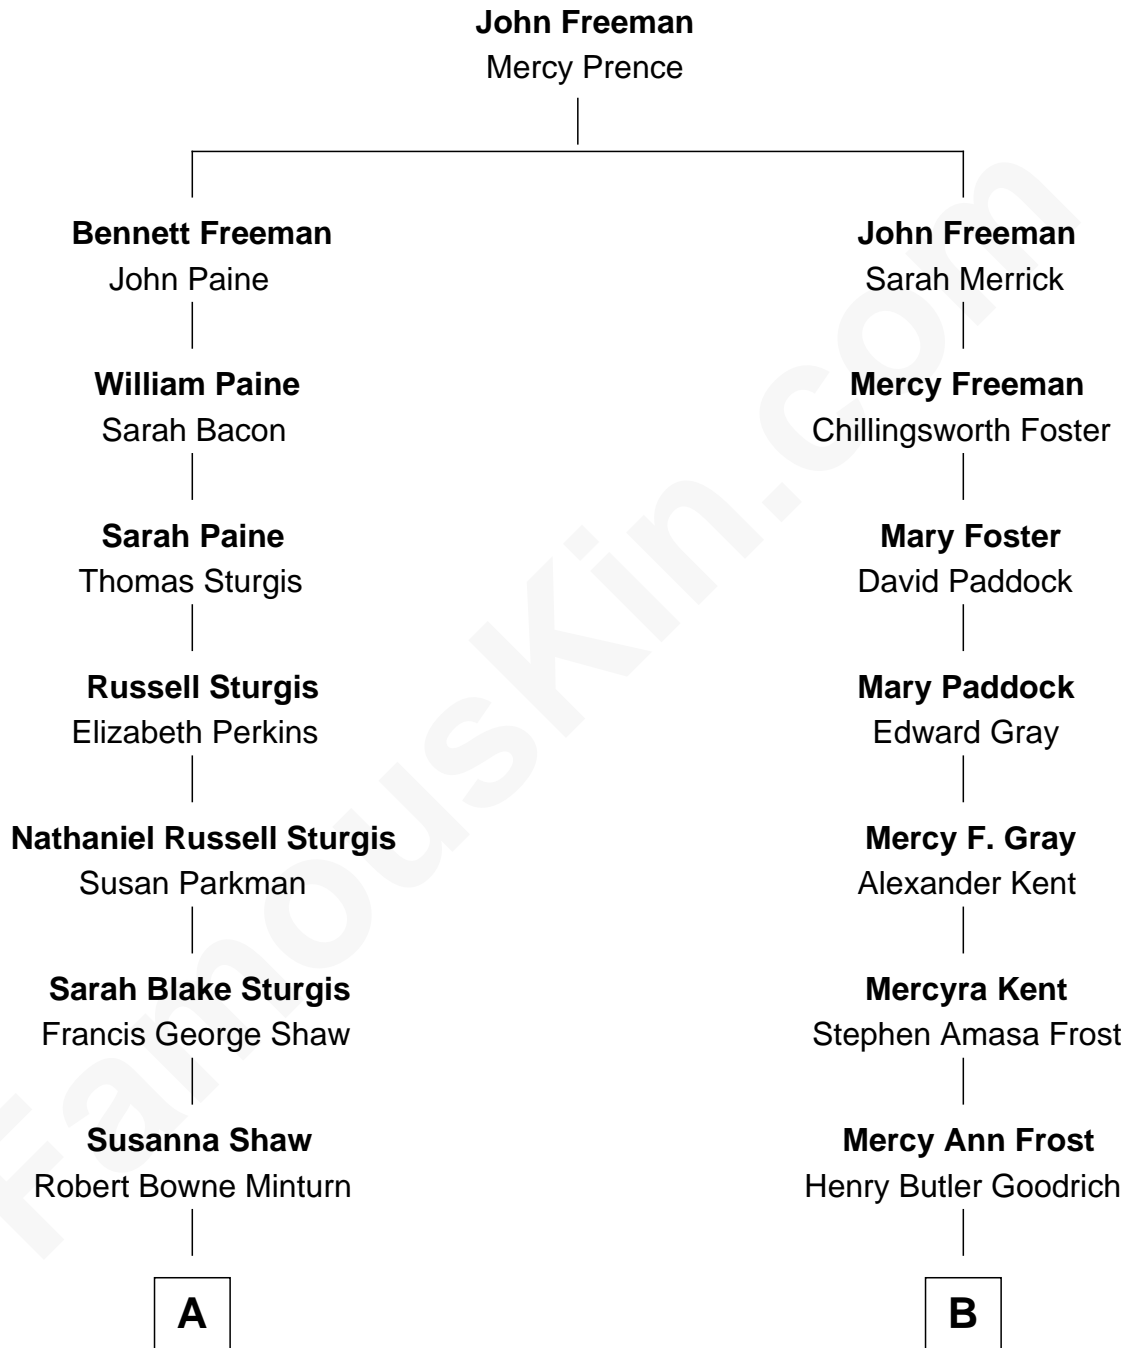 John Freeman
Mercy Prence
Bennett Freeman
John Paine
William Paine
Sarah Bacon
Sarah Paine
Thomas Sturgis
Russell Sturgis
Elizabeth Perkins
Nathaniel Russell Sturgis
Susan Parkman
Sarah Blake Sturgis
Francis George Shaw
Susanna Shaw
Robert Bowne Minturn
A
John Freeman
Sarah Merrick
Mercy Freeman
Chillingsworth Foster
Mary Foster
David Paddock
Mary Paddock
Edward Gray
Mercy F. Gray
Alexander Kent
Mercyra Kent
Stephen Amasa Frost
Mercy Ann Frost
Henry Butler Goodrich
B
FamousKin.com